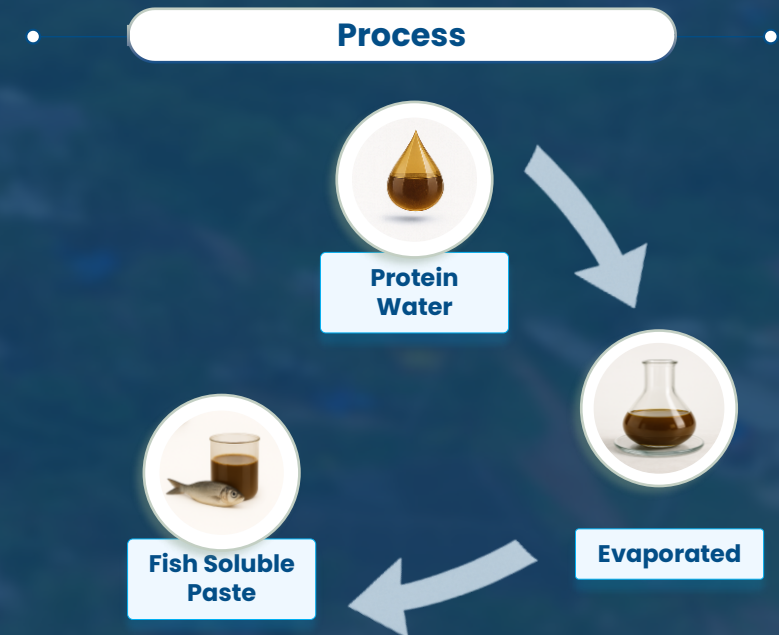 Process
Protein
Water
Evaporated
Fish Soluble
Paste